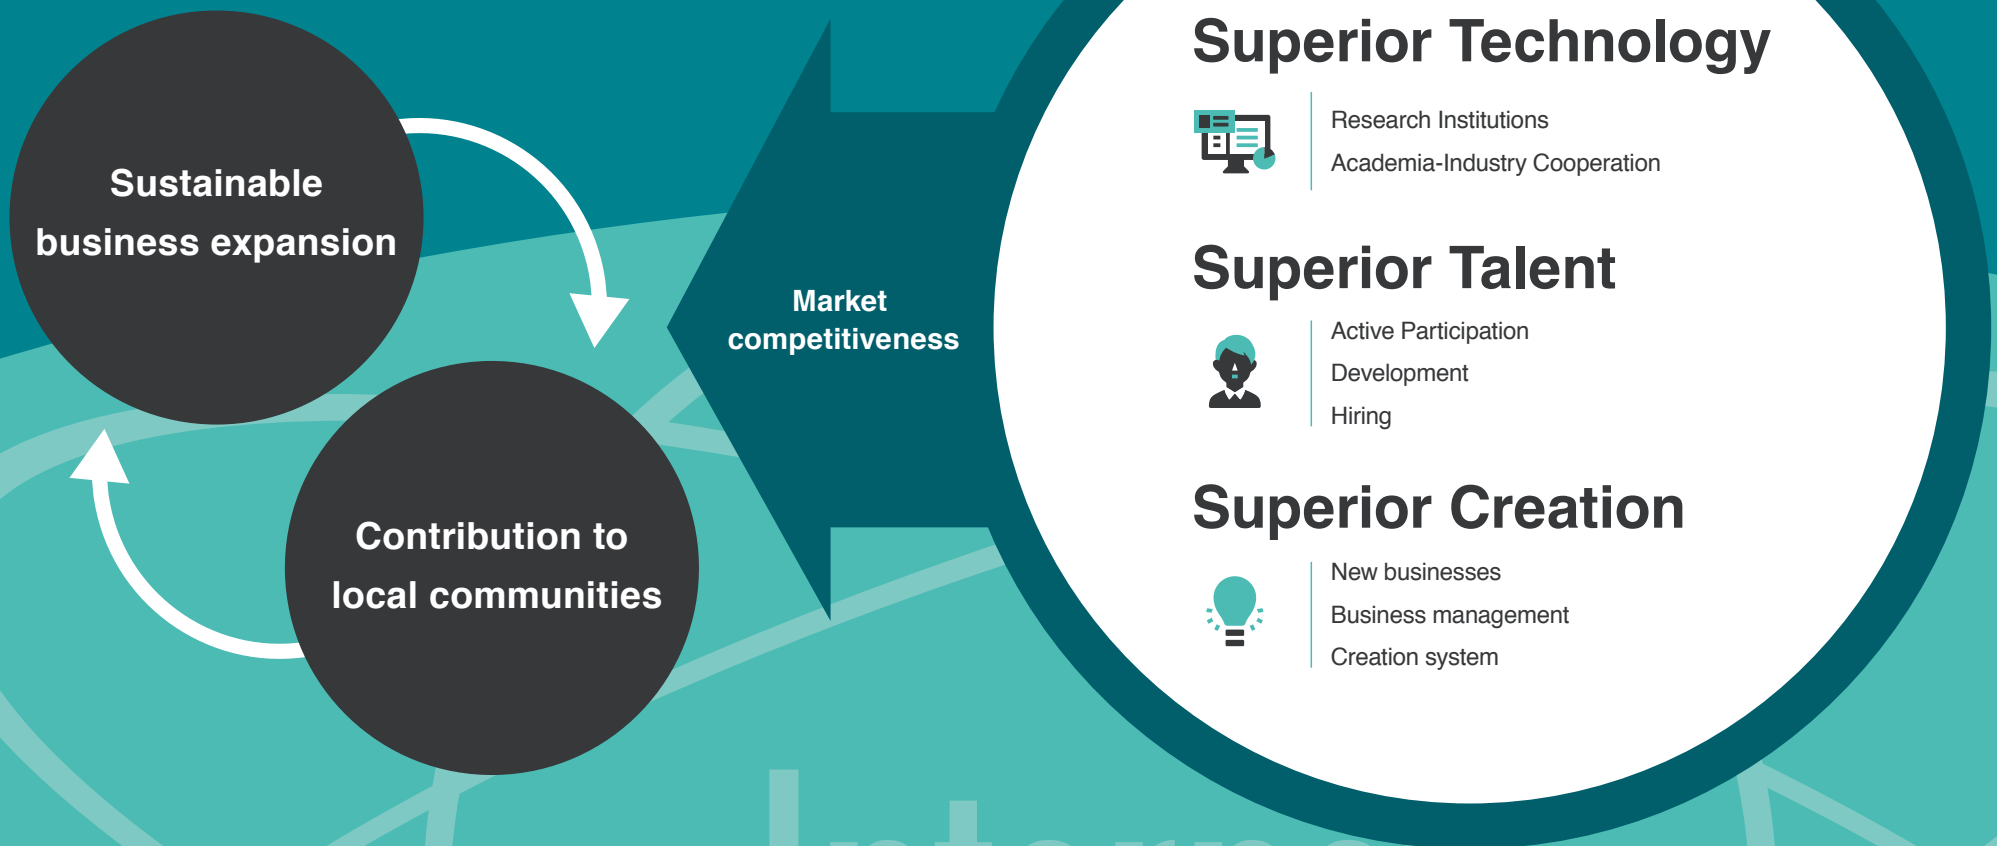 Sustainable
business expansion
Contribution to
local communities
Market
competitiveness
Superior Technology
Research Institutions
Academia-Industry Cooperation
Superior Talent
Active Participation
Development
Hiring
Superior Creation
New businesses
Business management
Creation system